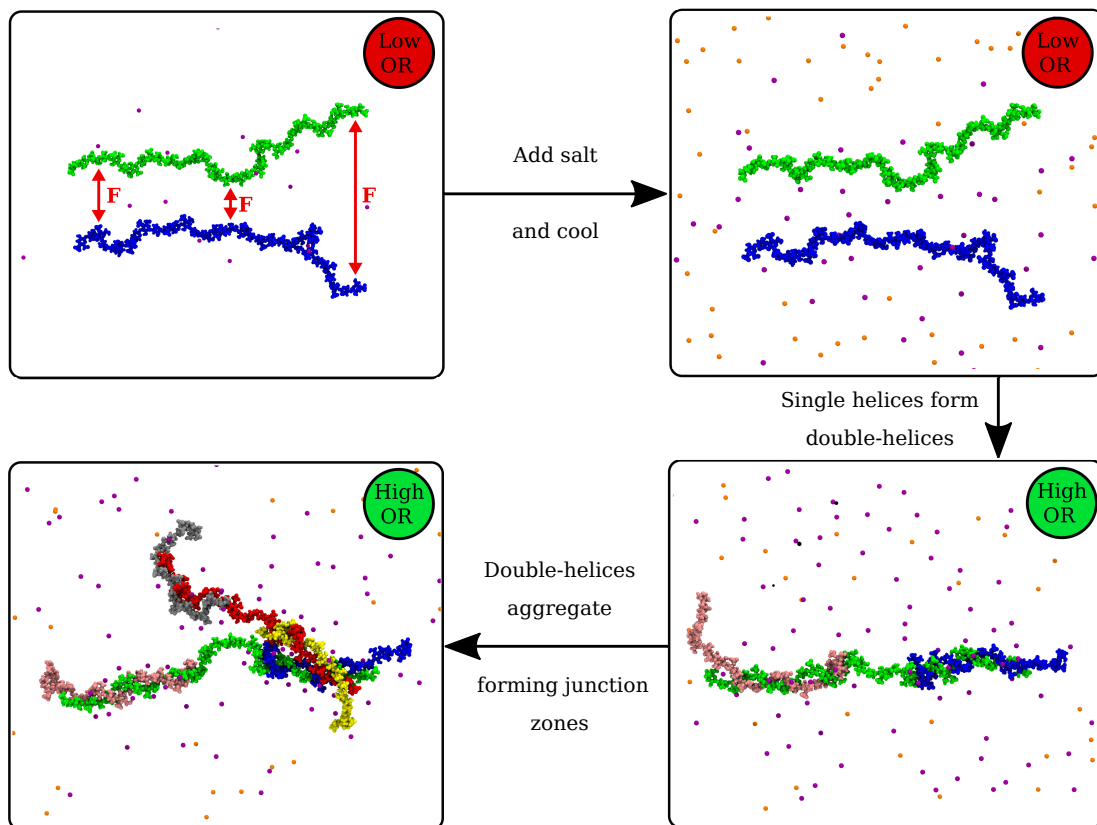 Low
OR
F
F
F
Add salt
and cool
Low
OR
Single helices form
double-helices
High
OR
Double-helices
aggregate
forming junction
zones
High
OR